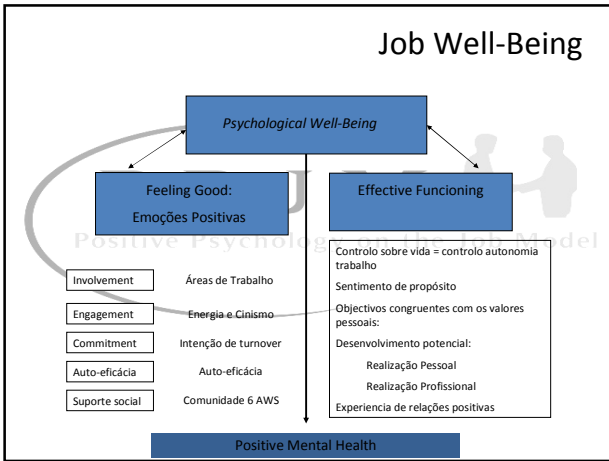 Job Well-Being
Psychological Well-Being
Feeling Good:
Emoções Positivas
Effective Functioning
Positive Psychology on the Job Model
Involvement
Áreas de Trabalho
Engagement
Energia e Cinismo
Commitment
Intenção de turnover
Auto-eficácia
Auto-eficácia
Suporte social
Comunidade 6 AWS
Controlo sobre vida = controlo autonomia
trabalho
Sentimento de propósito
Objectivos congruentes com os valores
pessoais:
Desenvolvimento potencial:
Realização Pessoal
Realização Profissional
Experiencia de relações positivas
Positive Mental Health